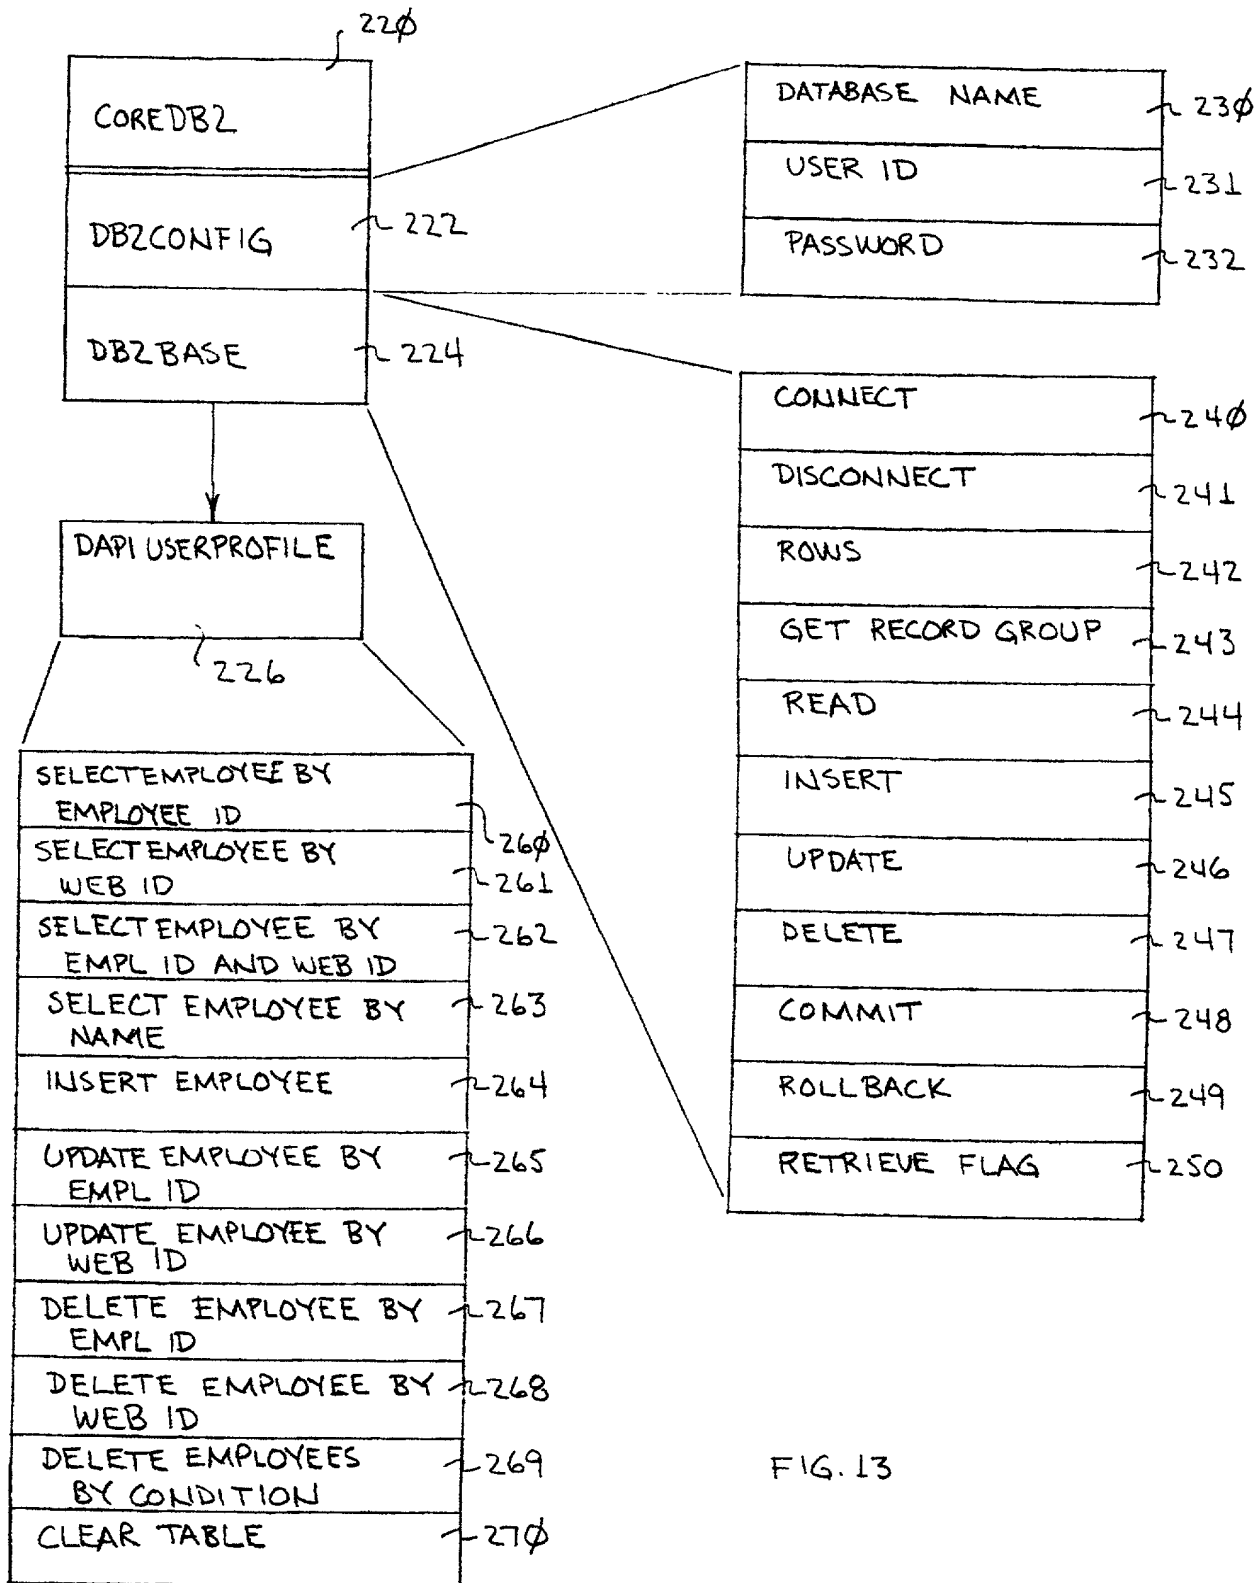 220
COREDB2
DB2CONFIG
222
DB2BASE
224
DAPI USERPROFILE
226
DATABASE NAME
230
USER ID
231
PASSWORD
232
CONNECT
240
DISCONNECT
241
ROWS
242
GET RECORD GROUP
243
READ
244
INSERT
245
UPDATE
246
DELETE
247
COMMIT
248
ROLLBACK
249
RETRIEVE FLAG
250
SELECTEMPLOYEE BY
EMPLOYEE ID
260
SELECT EMPLOYEE BY
WEB ID
261
SELECT EMPLOYEE BY
EMPL ID AND WEB ID
262
SELECT EMPLOYEE BY
NAME
263
INSERT EMPLOYEE
264
UPDATE EMPLOYEE BY
EMPL ID
265
UPDATE EMPLOYEE BY
WEB ID
266
DELETE EMPLOYEE BY
EMPL ID
267
DELETE EMPLOYEE BY
WEB ID
268
DELETE EMPLOYEES
BY CONDITION
269
CLEAR TABLE
270
FIG. 13